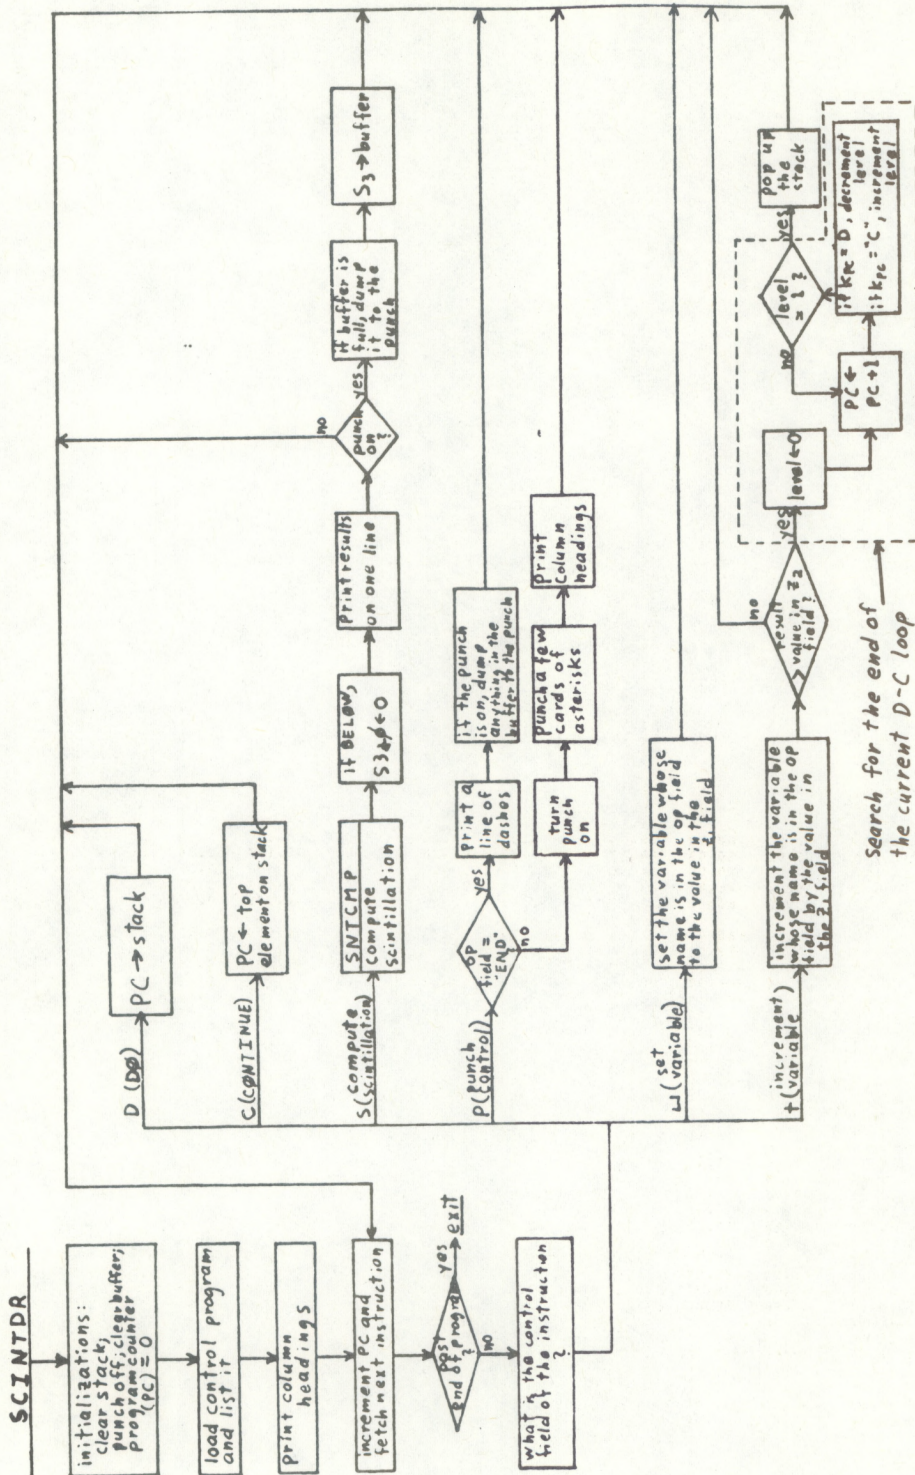 SCINTDR
initializations:
clear stack;
punch off; clear buffer;
program counter
(PC) = 0
load control program
and list it
print column
headings
increment PC and
fetch next instruction
past
end of program
?
yes
exit
no
what is the control
field of the instruction
?
D (DØ)
PC → stack
C (CØNTINUE)
PC ← top
element on stack
S (compute
scintillation)
SNTCMP
compute
scintillation
if BELOW,
Print results
on one line
punch
on
?
no
yes
if buffer is
full, dump
it to the
punch
S3 → buffer
P (punch
control)
op
field =
"END"
yes
print a
line of
dashes
if the punch
is on, dump
anything in the
buffer to the punch
no
turn
punch
on
punch a few
cards of
asterisks
Print
Column
headings
⊔ (set
variable)
set the variable whose
name is in the op field
to the value in the
Z1 field
+ (increment
variable)
increment the variable
whose name is in the op
field by the value in
the Z1 field
result
> value in Z2
field ?
no
yes
level ← 0
PC ←
PC + 1
if KPC = D, decrement
level
if KPC = "C", increment
level
level
= 1 ?
no
yes
pop up
the
stack
search for the end of
the current D-C loop